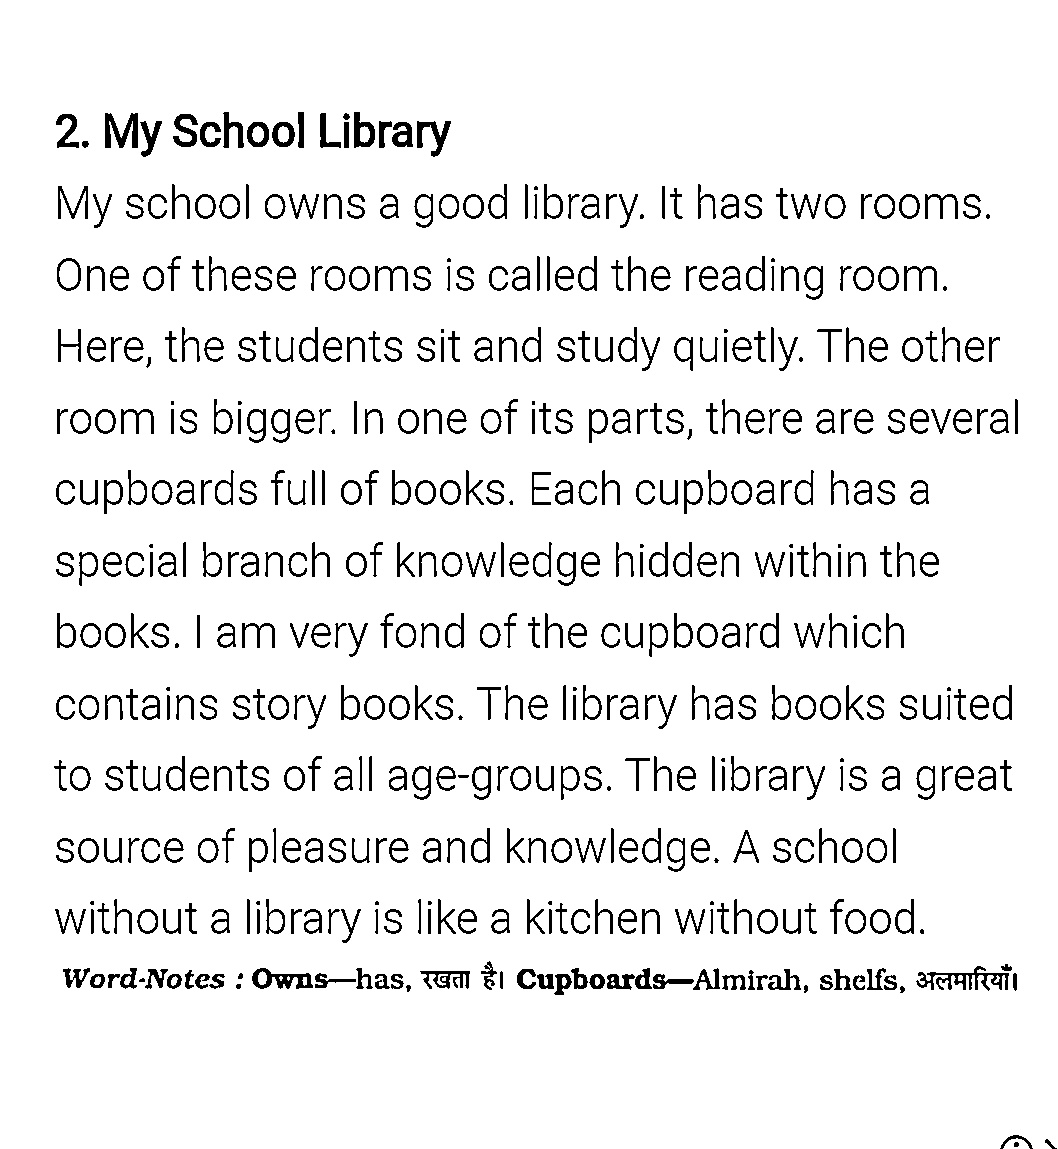 2. My School Library
My school owns a good library. It has two rooms.
One of these rooms is called the reading room.
Here, the students sit and study quietly. The other
room is bigger. In one of its parts, there are several
cupboards full of books. Each cupboard has a
special branch of knowledge hidden within the
books. I am very fond of the cupboard which
contains story books. The library has books suited
to students of all age-groups. The library is a great
source of pleasure and knowledge. A school
without a library is like a kitchen without food.
Word-Notes : Owns—has, रखता है। Cupboards—Almirah, shelfs, अलमारियाँ।